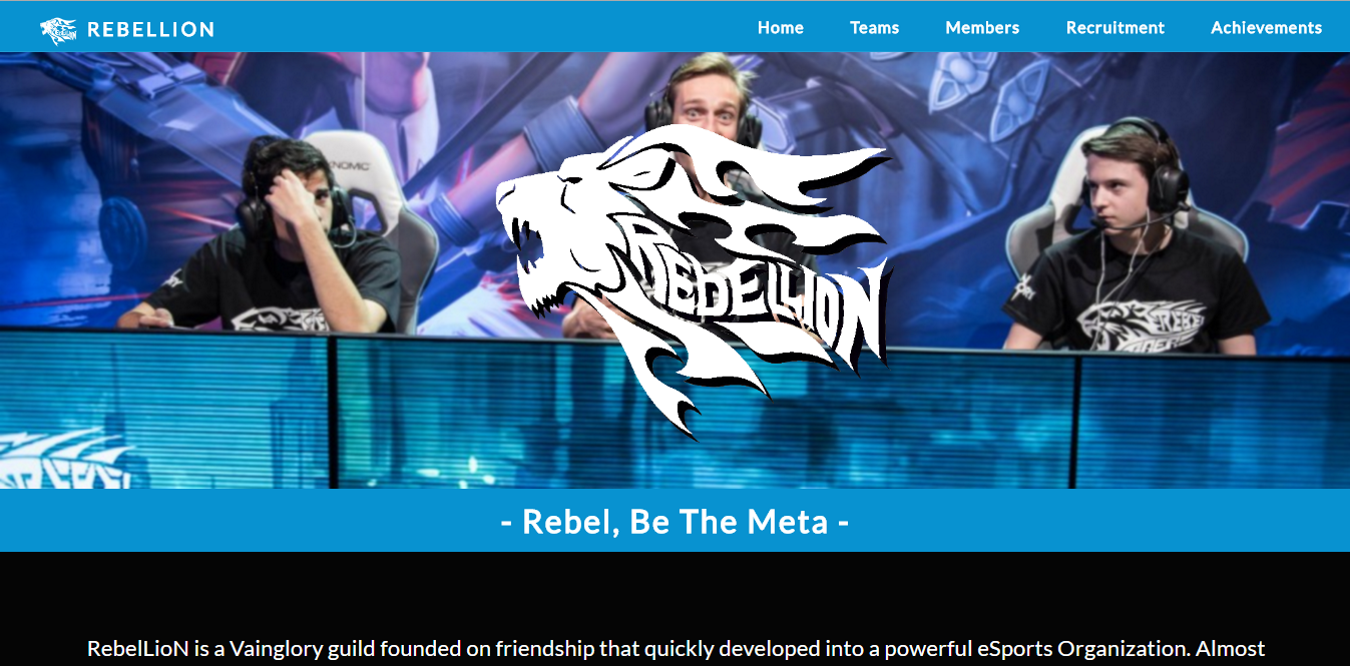 REBELLION
Home
Teams
Members
Recruitment
Achievements
REBELLION
- Rebel, Be The Meta -
RebelLioN is a Vainglory guild founded on friendship that quickly developed into a powerful eSports Organization. Almost